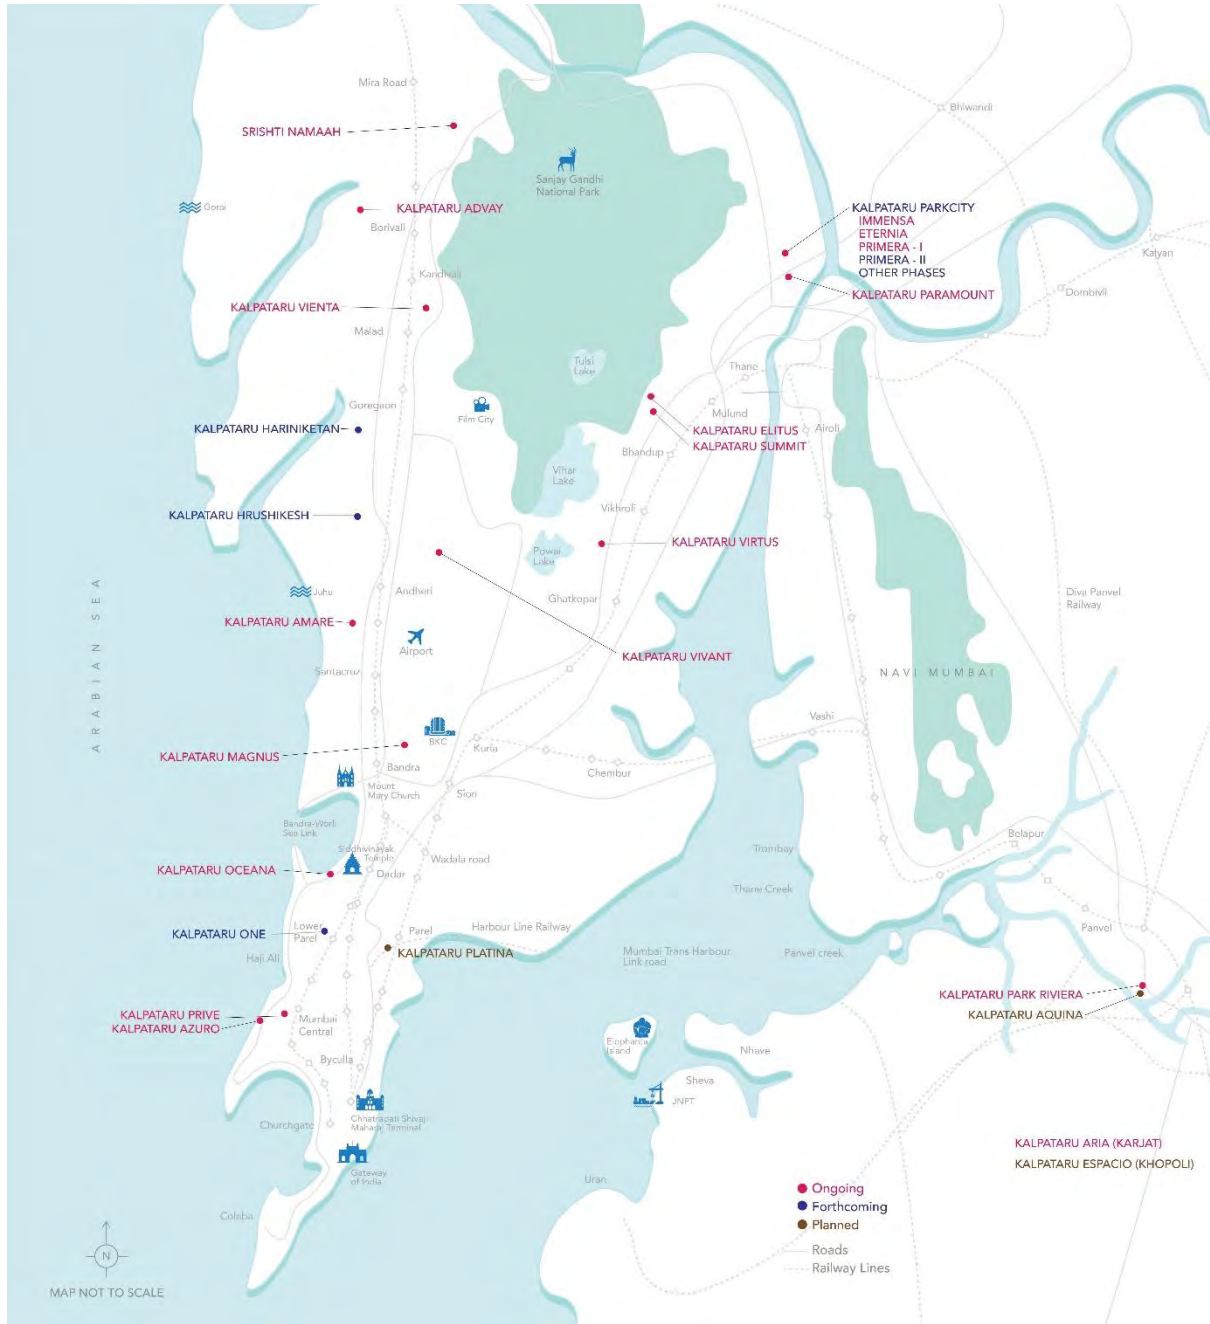 Mira Road
Bhiwandi
SRISHTI NAMAAH
Sanjay Gandhi
National Park
Gorai
KALPATARU ADVAY
Borivali
KALPATARU PARKCITY
IMMENSA
ETERNIA
PRIMERA - I
PRIMERA - II
OTHER PHASES
Kalyan
Kandivali
KALPATARU PARAMOUNT
Dombivli
KALPATARU VIENTA
Malad
Tulsi
Lake
Thane
Goregaon
Film City
Mulund
KALPATARU HARINIKETAN
KALPATARU ELITUS
Airoli
KALPATARU SUMMIT
Bhandup
Vihar
Lake
Vikhroli
KALPATARU HRUSHIKESH
KALPATARU VIRTUS
Powai
Lake
Juhu
Andheri
Ghatkopar
Diva Panvel
Railway
ARABIAN SEA
KALPATARU AMARE
Airport
KALPATARU VIVANT
Santacruz
NAVI MUMBAI
Vashi
BKC
Kurla
KALPATARU MAGNUS
Bandra
Chembur
Mount
Mary Church
Sion
Bandra-Worli
Sea Link
Belapur
Siddhivinayak
Temple
Wadala road
Trombay
KALPATARU OCEANA
Dadar
Thane Creek
Lower
Parel
KALPATARU ONE
Parel
Harbour Line Railway
Panvel
KALPATARU PLATINA
Haji Ali
Mumbai Trans Harbour
Link road
Panvel creek
KALPATARU PARK RIVIERA
KALPATARU PRIVE
KALPATARU AZURO
Mumbai
Central
KALPATARU AQUINA
Elephanta
Island
Nhave
Byculla
Sheva
JNPT
Churchgate
Chhatrapati Shivaji
Maharaj Terminal
KALPATARU ARIA (KARJAT)
KALPATARU ESPACIO (KHOPOLI)
Gateway
of India
Uran
Colaba
Ongoing
Forthcoming
Planned
Roads
Railway Lines
N
MAP NOT TO SCALE